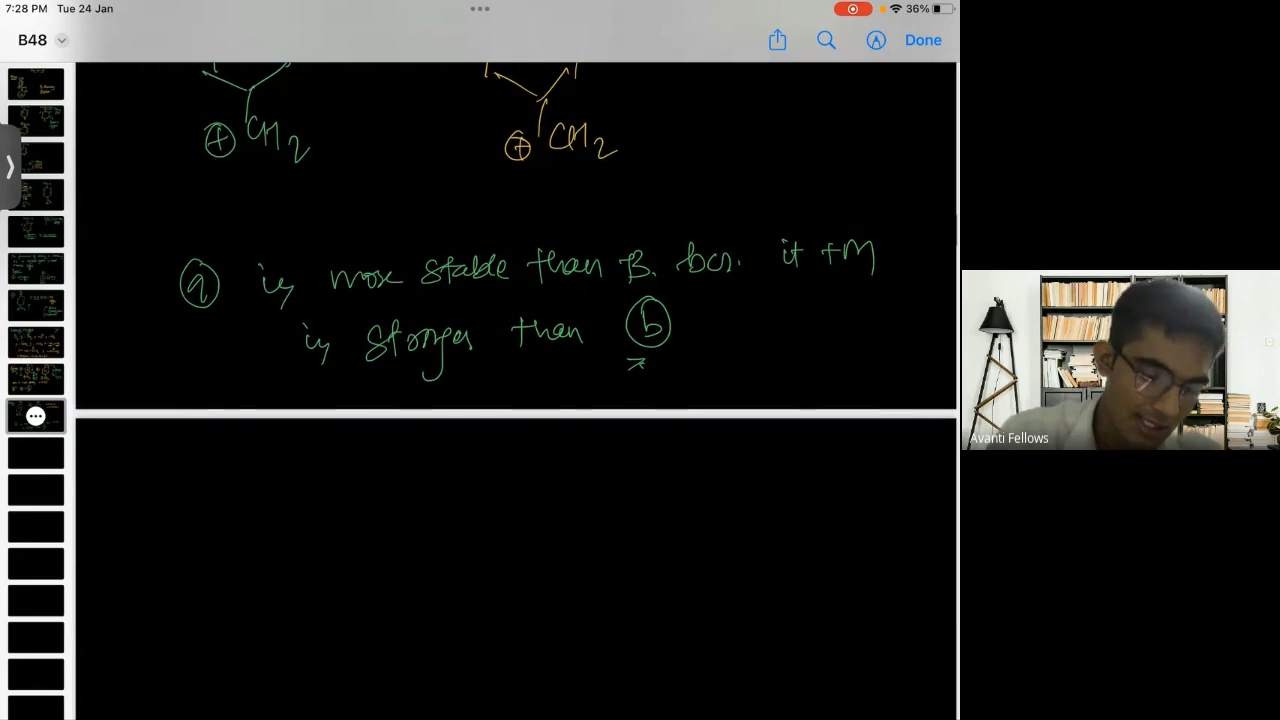 7:28 PM Tue 24 Jan
36%
B48
Done
⊕ CH2
⊕ CH2
ⓐ is more stable than B. bcs. it +M
is stronger than ⓑ
Avanti Fellows